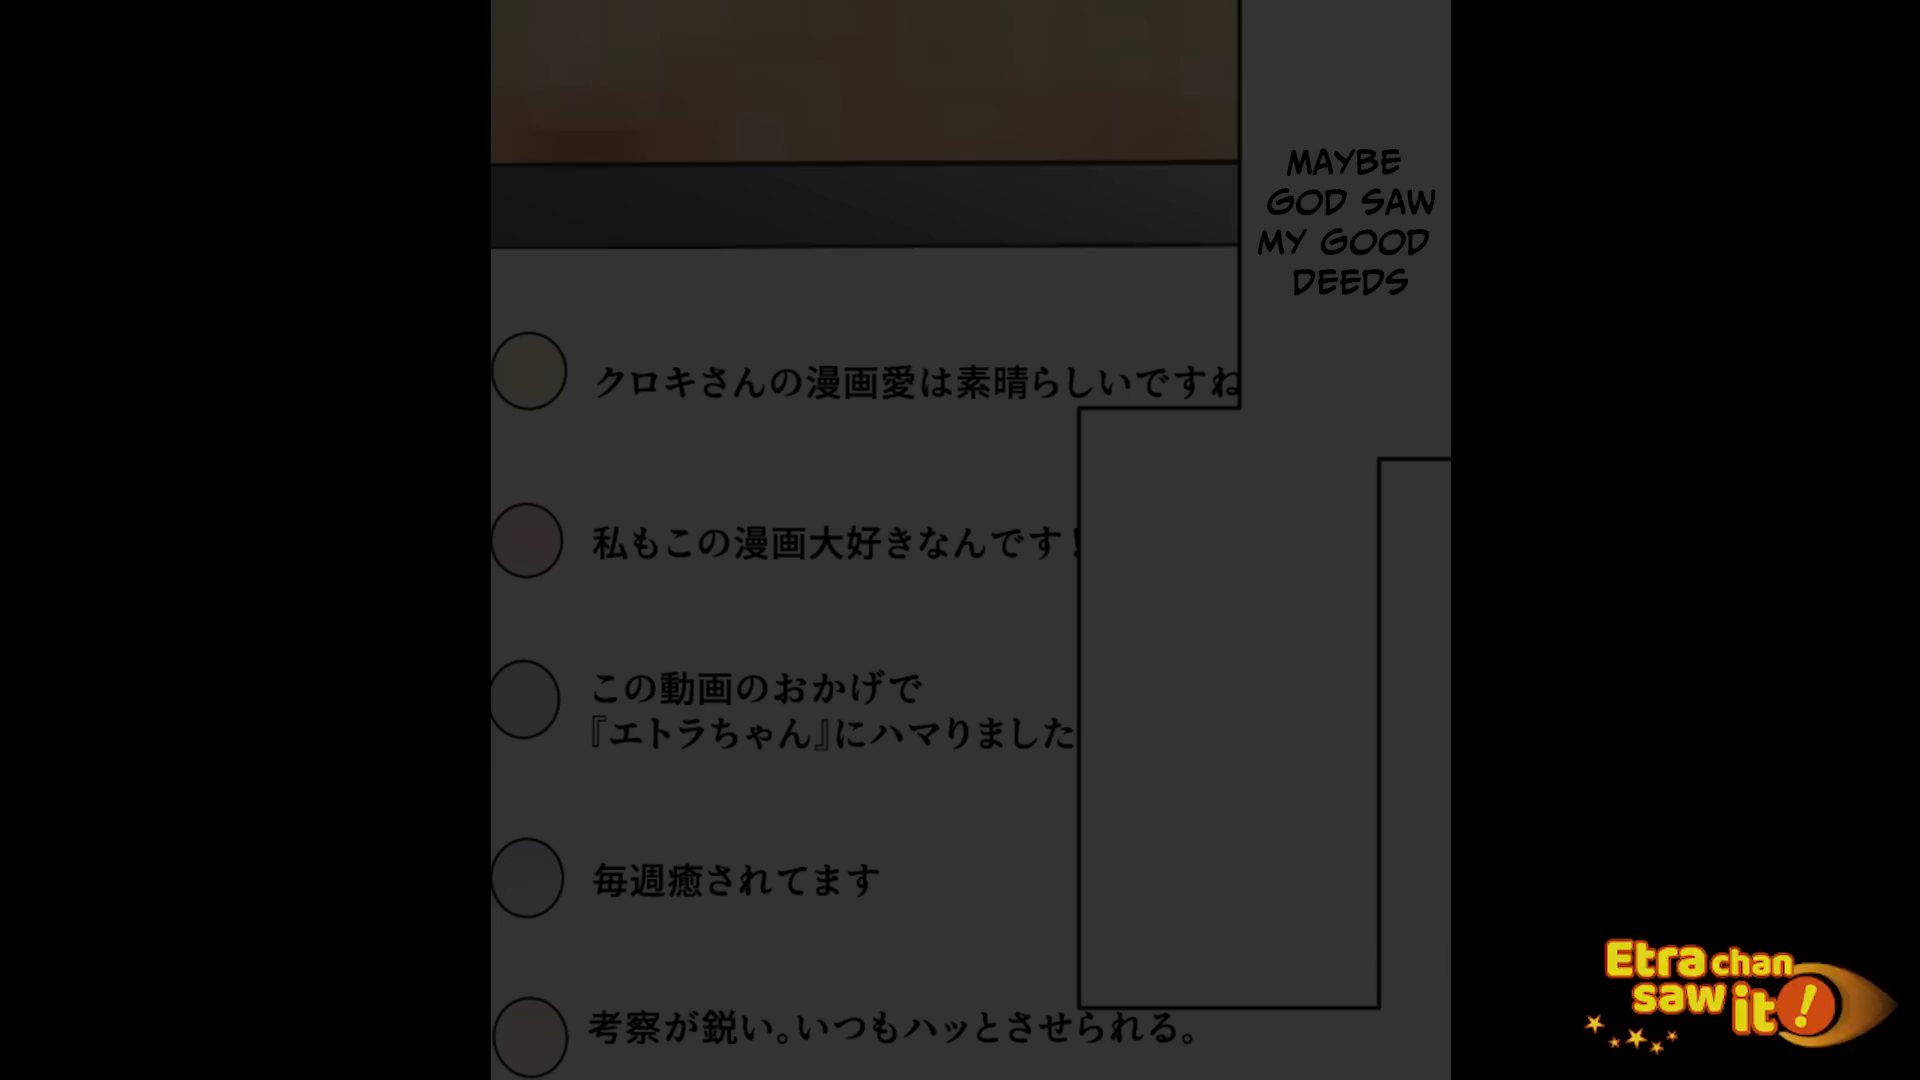 MAYBE
GOD SAW
MY GOOD
DEEDS
クロキさんの漫画愛は素晴らしいですね
私もこの漫画大好きなんです！
この動画のおかげで
『エトラちゃん』にハマりました
毎週癒されてます
考察が鋭い。いつもハッとさせられる。
Etra chan
saw it!